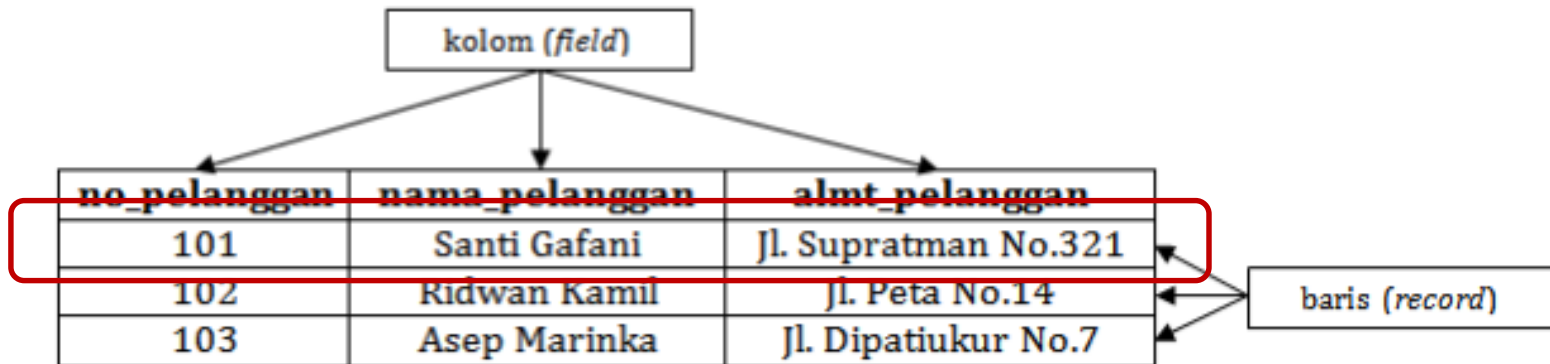 kolom (field)
no_pelanggan nama_pelanggan almt_pelanggan
101 Santi Gafani Jl. Supratman No.321
102 Ridwan Kamil Jl. Peta No.14
baris (record)
103 Asep Marinka Jl. Dipatiukur No.7